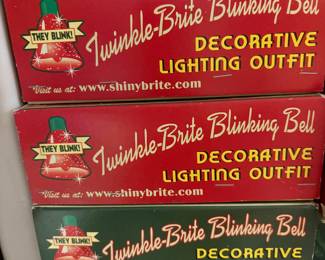 THEY BLINK!
Twinkle-Brite Blinking Bell
DECORATIVE
LIGHTING OUTFIT
Visit us at: www.shinybrite.com
THEY BLINK!
Twinkle-Brite Blinking Bell
DECORATIVE
LIGHTING OUTFIT
Visit us at: www.shinybrite.com
THEY BLINK!
Twinkle-Brite Blinking Bell
DECORATIVE